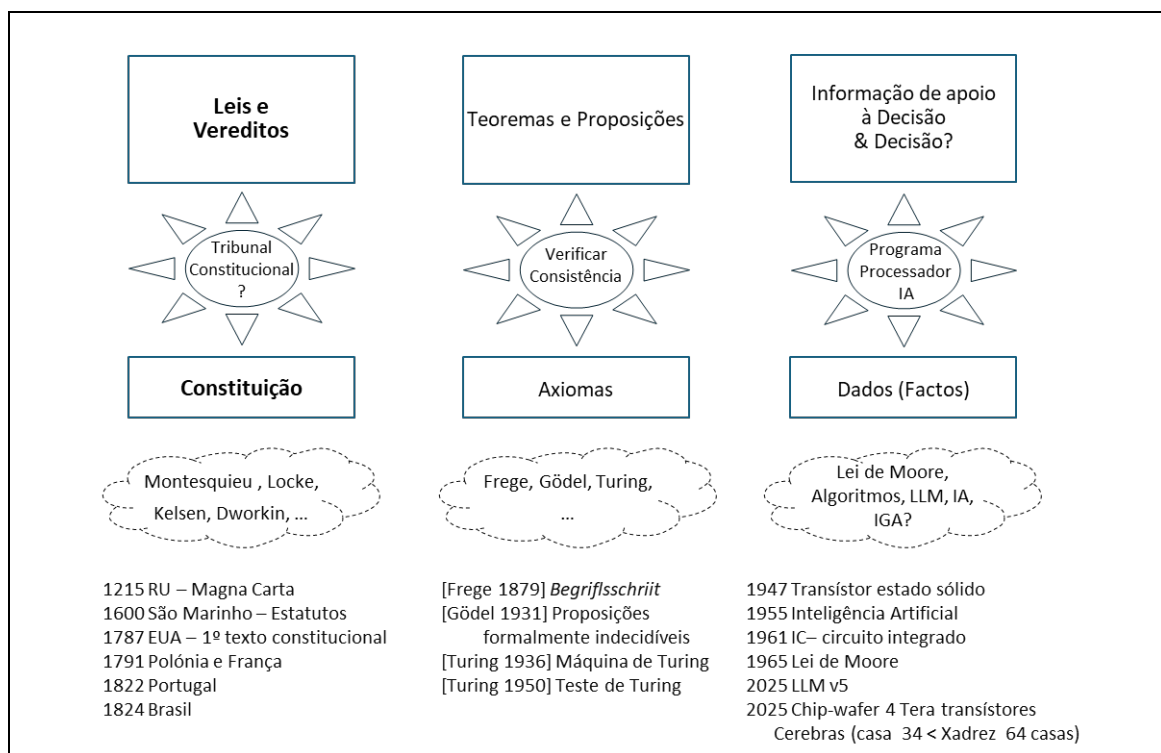 Leis e
Vereditos
Tribunal
Constitucional
?
Constituição
Montesquieu , Locke,
Kelsen, Dworkin, ...
1215 RU – Magna Carta
1600 São Marinho – Estatutos
1787 EUA – 1º texto constitucional
1791 Polónia e França
1822 Portugal
1824 Brasil
Teoremas e Proposições
Verificar
Consistência
Axiomas
Frege, Gödel, Turing,
...
[Frege 1879] Begriflsschriit
[Gödel 1931] Proposições
formalmente indecidíveis
[Turing 1936] Máquina de Turing
[Turing 1950] Teste de Turing
Informação de apoio
à Decisão
& Decisão?
Programa
Processador
IA
Dados (Factos)
Lei de Moore,
Algoritmos, LLM, IA,
IGA?
1947 Transístor estado sólido
1955 Inteligência Artificial
1961 IC– circuito integrado
1965 Lei de Moore
2025 LLM v5
2025 Chip-wafer 4 Tera transístores
Cerebras (casa 34 < Xadrez 64 casas)